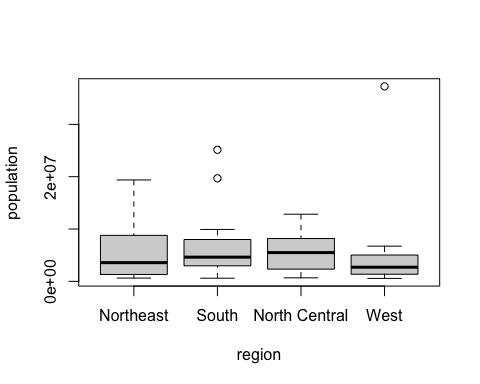 population
2e+07
0e+00
Northeast South North Central West
region